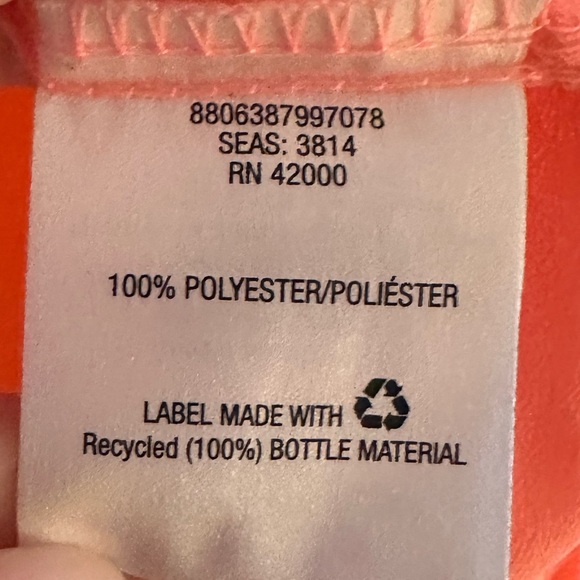 8806387997078
SEAS: 3814
RN 42000
100% POLYESTER/POLIÉSTER
LABEL MADE WITH
Recycled (100%) BOTTLE MATERIAL